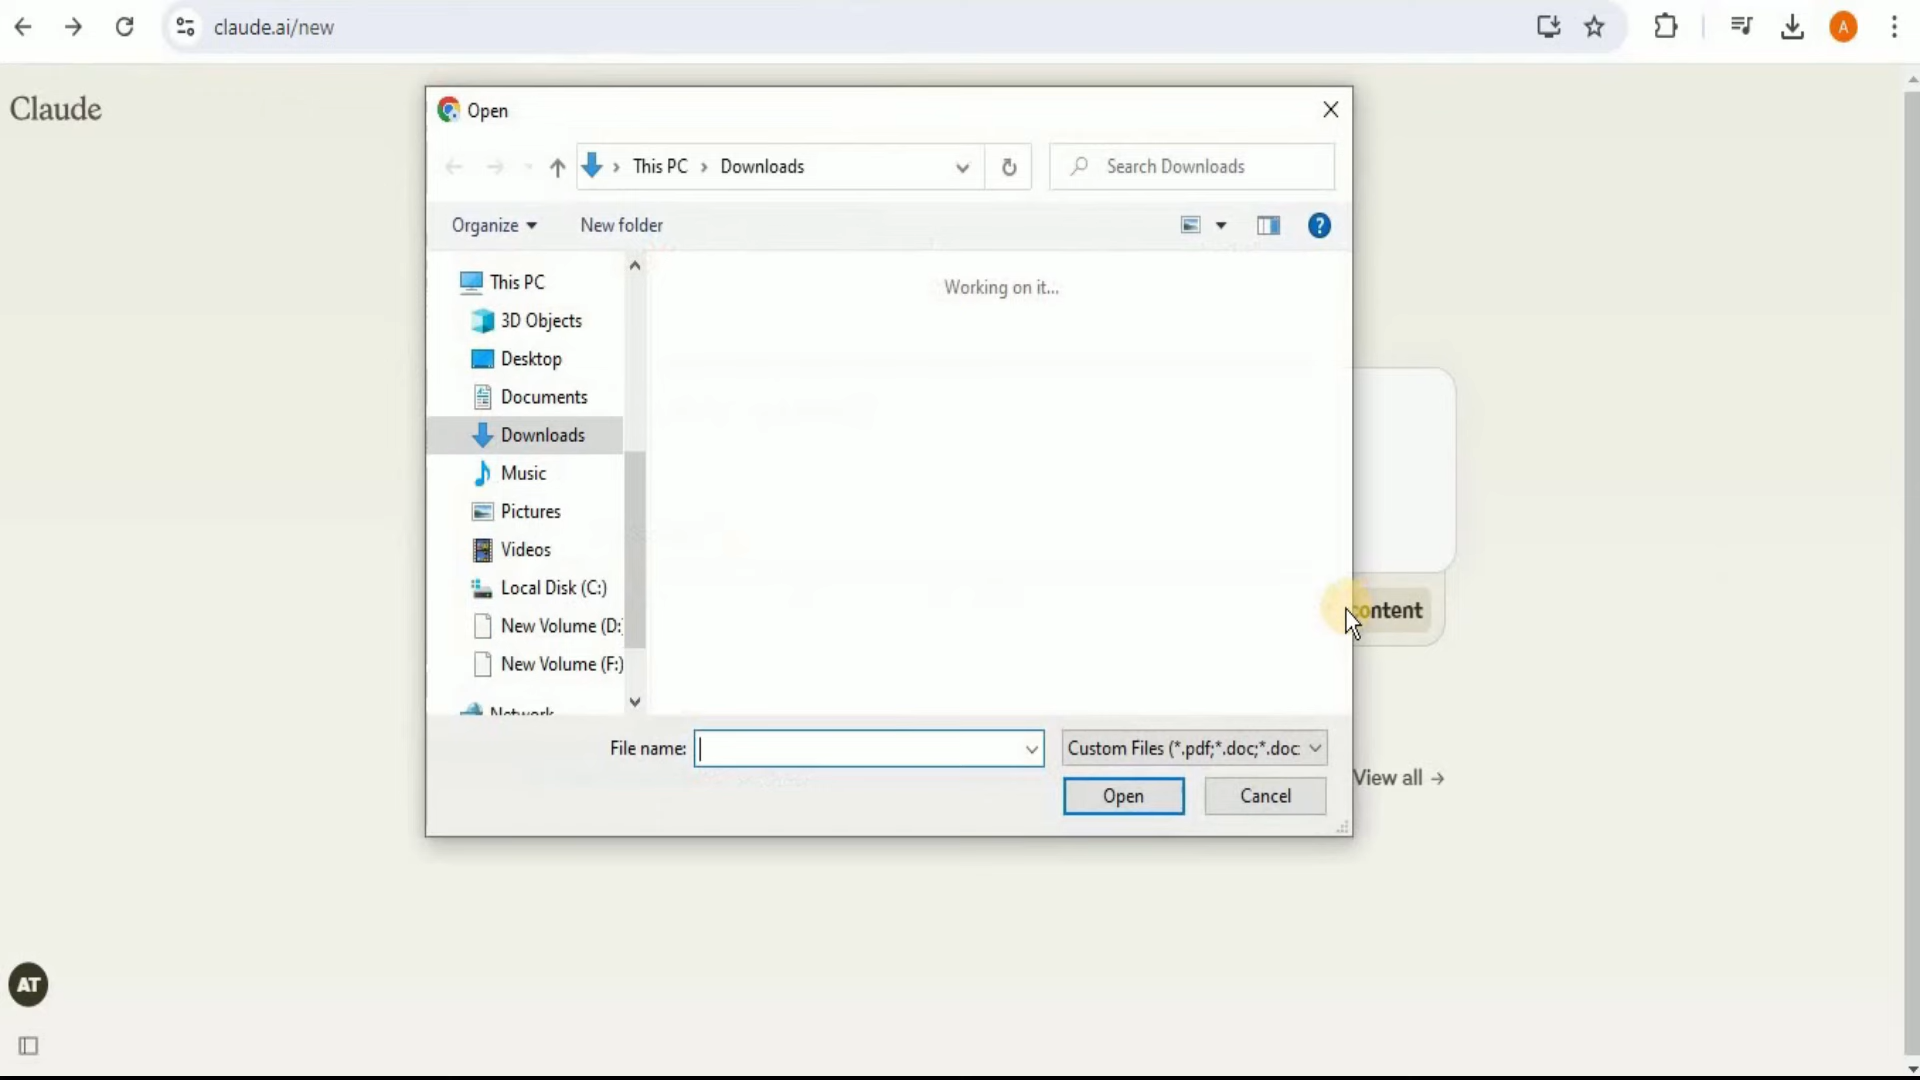 claude.ai/new
A
Claude
Open
This PC › Downloads
Search Downloads
Organize
New folder
?
This PC
3D Objects
Desktop
Documents
Downloads
Music
Pictures
Videos
Local Disk (C:)
New Volume (D:
New Volume (F:)
Network
Working on it...
content
File name:
Custom Files (*.pdf;*.doc;*.doc
Open
Cancel
View all →
AT